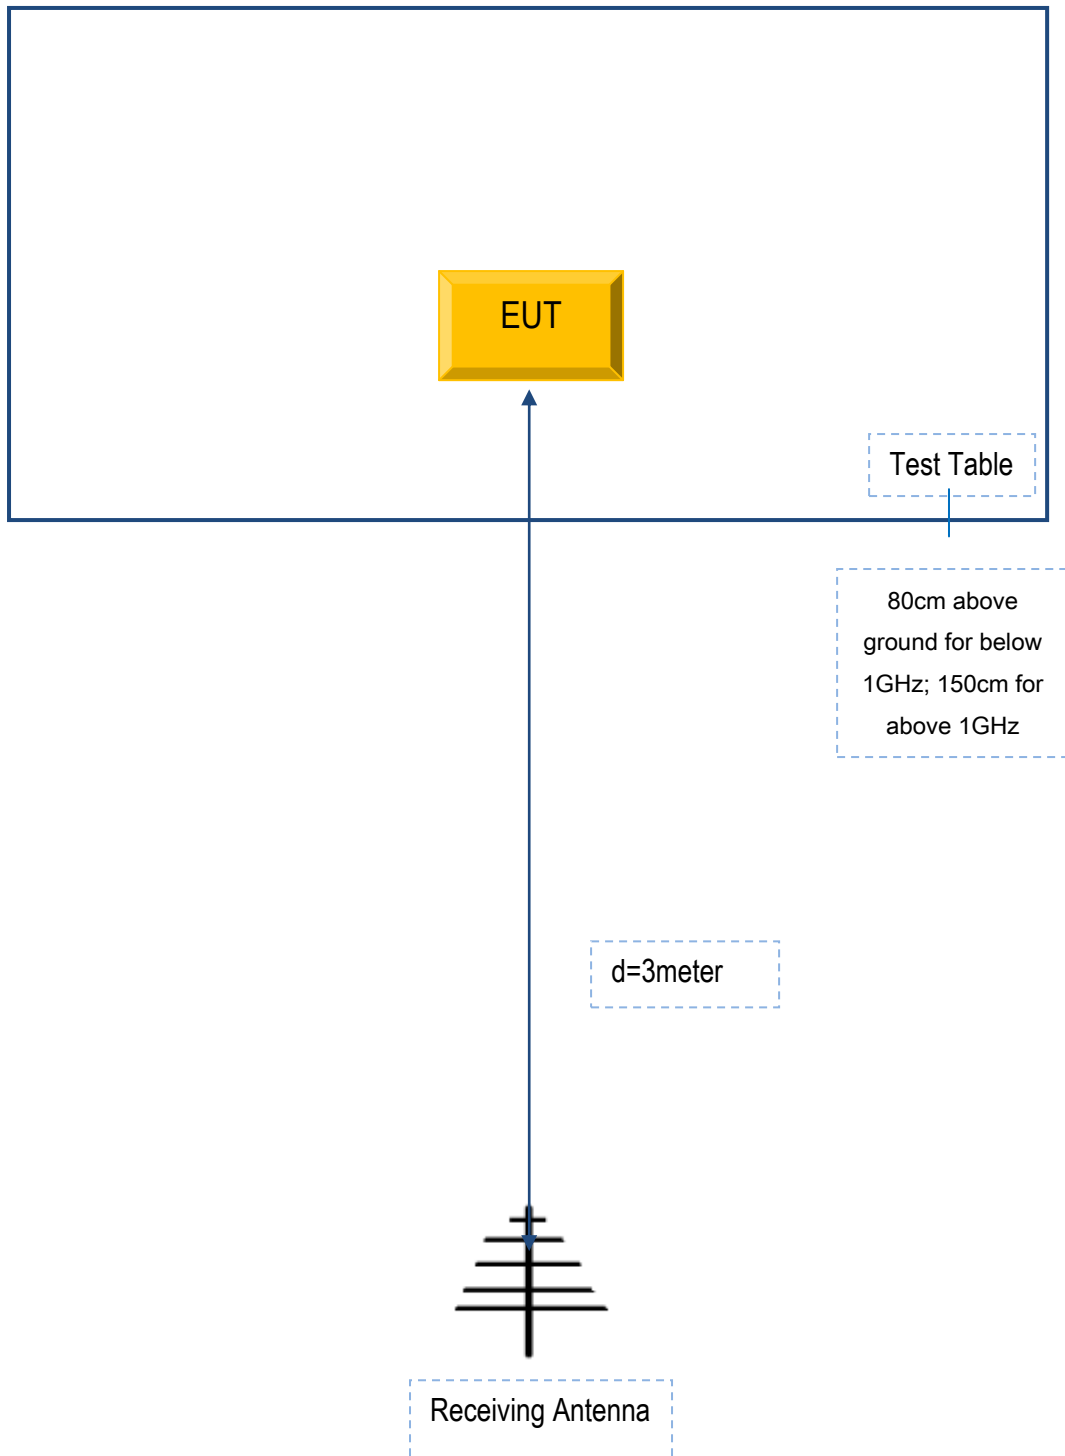 EUT
Test Table
80cm above
ground for below
1GHz; 150cm for
above 1GHz
d=3meter
Receiving Antenna